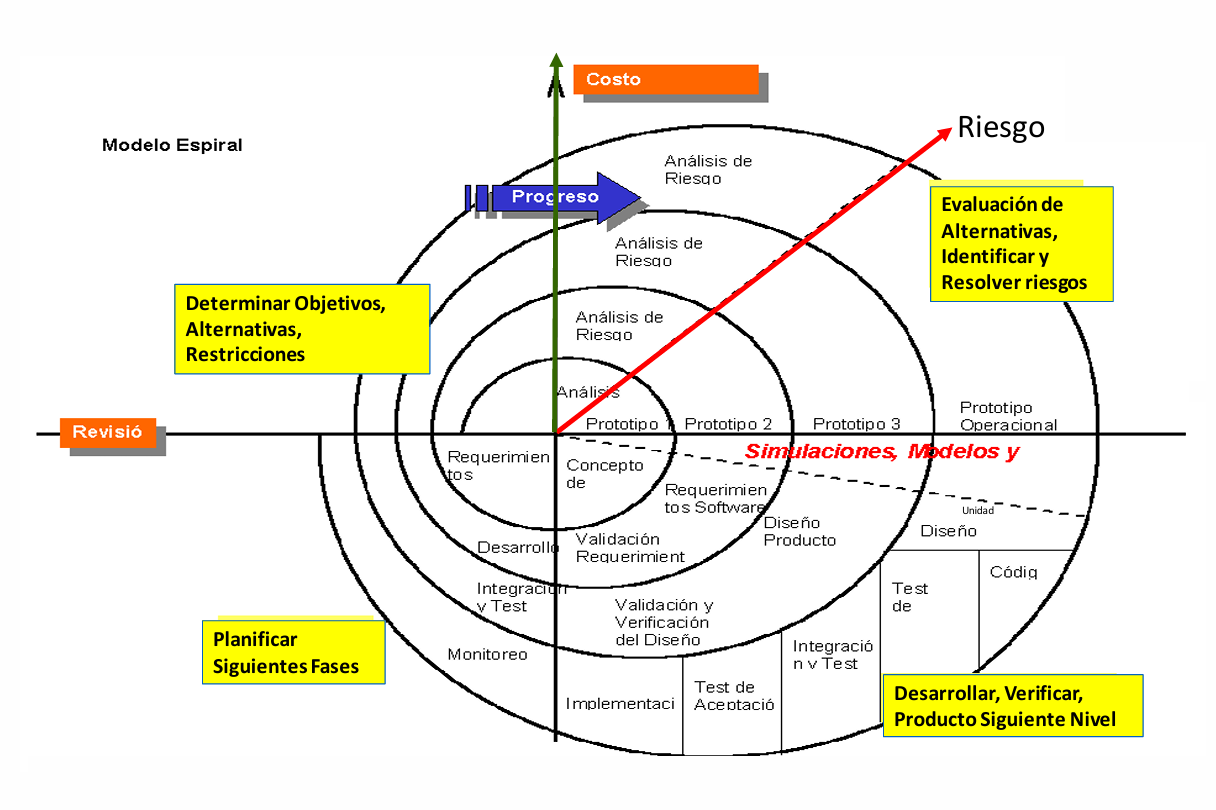 Costo
Riesgo
Modelo Espiral
Análisis de
Riesgo
Progreso
Evaluación de
Alternativas,
Identificar y
Resolver riesgos
Análisis de
Riesgo
Determinar Objetivos,
Alternativas,
Restricciones
Análisis de
Riesgo
Análisis
Prototipo 1
Prototipo 2
Prototipo 3
Prototipo
Operacional
Revisió
Simulaciones, Modelos y
Requerimien
tos
Concepto
de
Requerimien
tos Software
Diseño
Producto
Unidad
Diseño
Desarrollo
Validación
Requerimient
Códig
Test
de
Integración
y Test
Validación y
Verificación
del Diseño
Planificar
Siguientes Fases
Monitoreo
Integració
n y Test
Implementaci
Test de
Aceptació
Desarrollar, Verificar,
Producto Siguiente Nivel